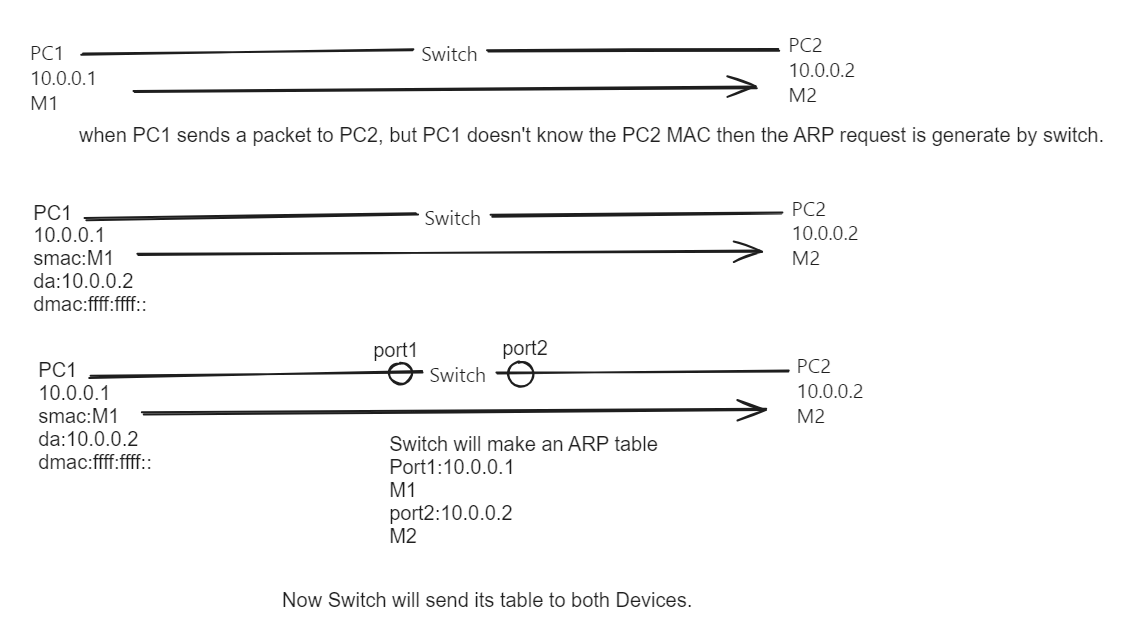 PC1 Switch PC2
10.0.0.1 10.0.0.2
M1 M2
when PC1 sends a packet to PC2, but PC1 doesn't know the PC2 MAC then the ARP request is generate by switch.
PC1 Switch PC2
10.0.0.1 10.0.0.2
smac:M1 M2
da:10.0.0.2
dmac:ffff:ffff::
port1 port2
PC1 Switch PC2
10.0.0.1 10.0.0.2
smac:M1 M2
da:10.0.0.2
dmac:ffff:ffff::
Switch will make an ARP table
Port1:10.0.0.1
M1
port2:10.0.0.2
M2
Now Switch will send its table to both Devices.